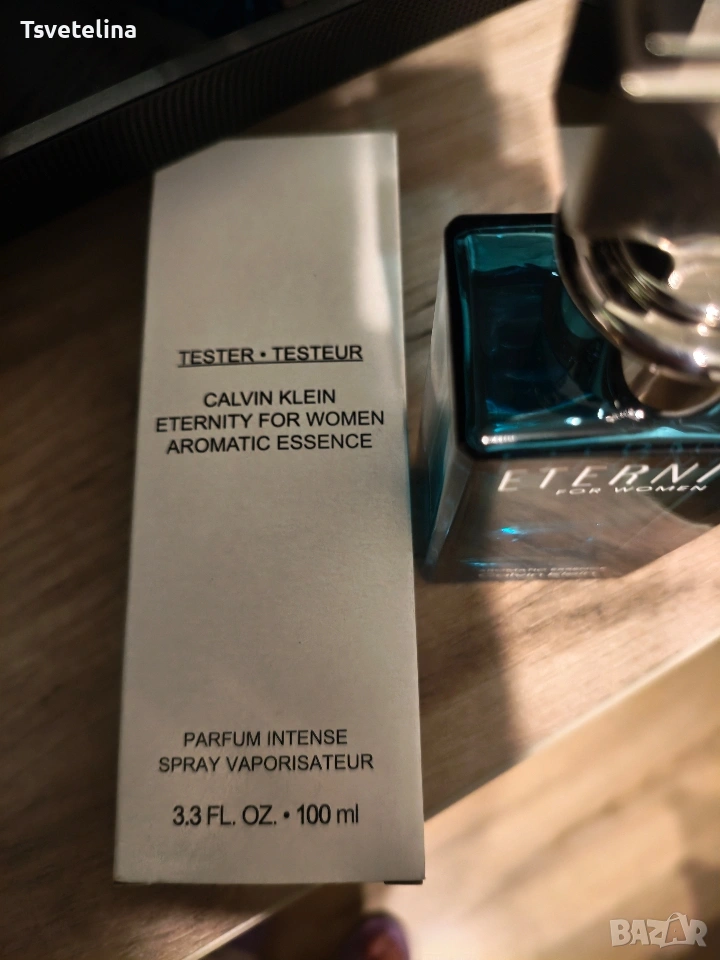 Tsvetelina
TESTER • TESTEUR
CALVIN KLEIN
ETERNITY FOR WOMEN
AROMATIC ESSENCE
ETERNI
FOR WOMEN
PARFUM INTENSE
SPRAY VAPORISATEUR
3.3 FL. OZ. • 100 ml
BAZAR